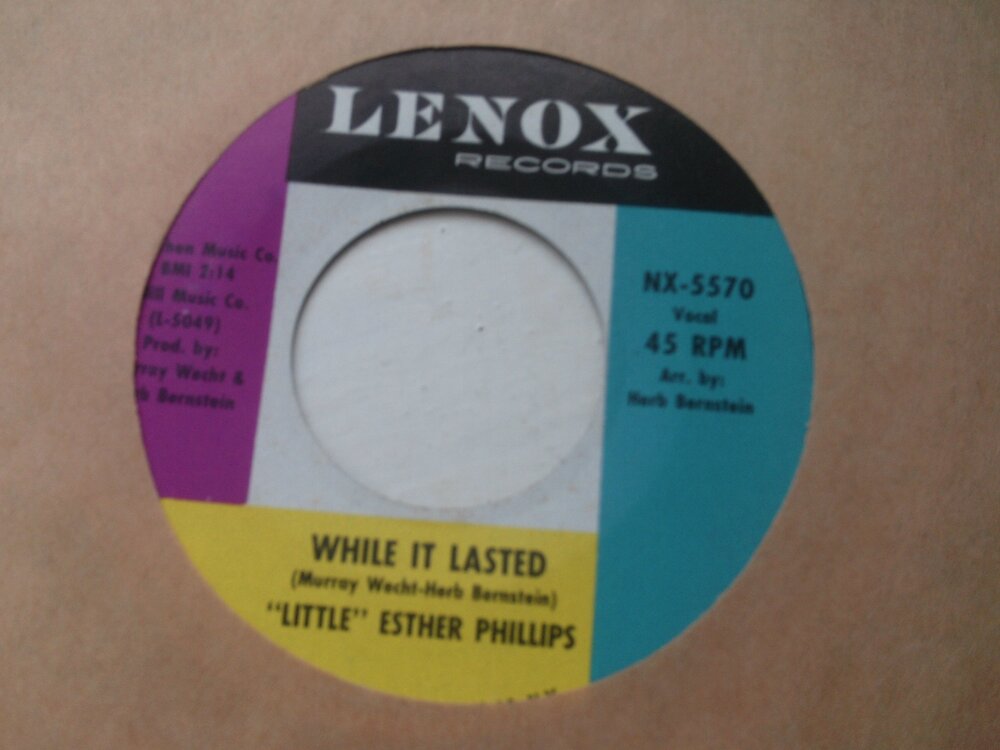 LENOX
RECORDS
Music Co.
BMI 2:14
Music Co.
(L-5049)
Prod. by:
Wecht &
Bernstein
NX-5570
Vocal
45 RPM
Arr. by:
Herb Bernstein
WHILE IT LASTED
(Murray Wecht-Herb Bernstein)
"LITTLE" ESTHER PHILLIPS